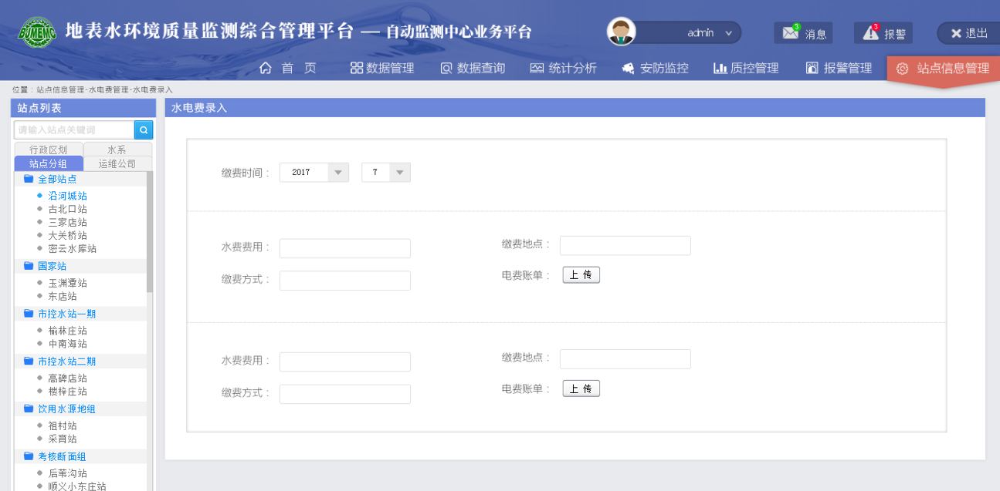 BJMEMC 地表水环境质量监测综合管理平台 — 自动监测中心业务平台
admin
3 消息
3 报警
退出
首 页 数据管理 数据查询 统计分析 安防监控 质控管理 报警管理 站点信息管理
位置：站点信息管理-水电费管理-水电费录入
站点列表
请输入站点关键词
行政区划 水系
站点分组 运维公司
全部站点
沿河城站
古北口站
三家店站
大关桥站
密云水库站
国家站
玉渊潭站
东店站
市控水站一期
榆林庄站
中南海站
市控水站二期
高碑店站
楼梓庄站
饮用水源地组
祖村站
采育站
考核断面组
后苇沟站
顺义小东庄站
水电费录入
缴费时间： 2017 7
水费费用： 缴费地点：
缴费方式： 电费账单： 上 传
水费费用： 缴费地点：
缴费方式： 电费账单： 上 传